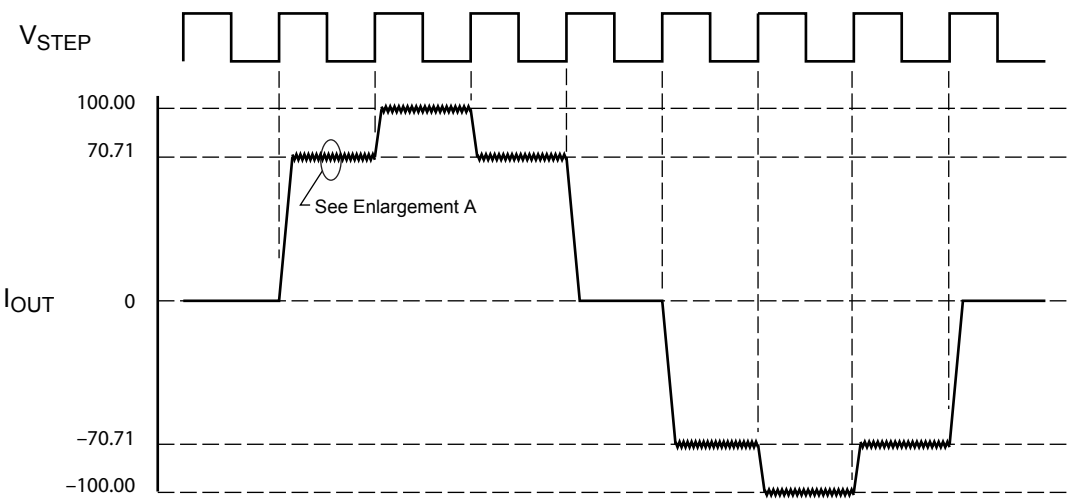 VSTEP
100.00
70.71
See Enlargement A
IOUT
0
–70.71
–100.00